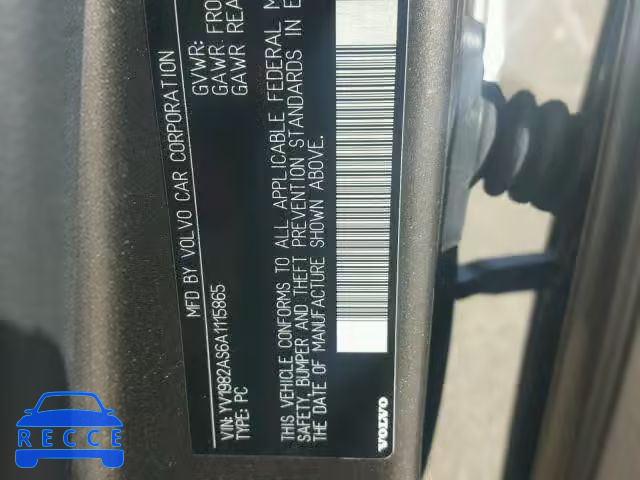 MFD BY VOLVO CAR CORPORATION
GVWR:
GAWR FRO
GAWR REA
VIN: YV1982AS6A1115865
TYPE: PC
THIS VEHICLE CONFORMS TO ALL APPLICABLE FEDERAL M
SAFETY, BUMPER AND THEFT PREVENTION STANDARDS IN E
THE DATE OF MANUFACTURE SHOWN ABOVE.
VOLVO
RECCE